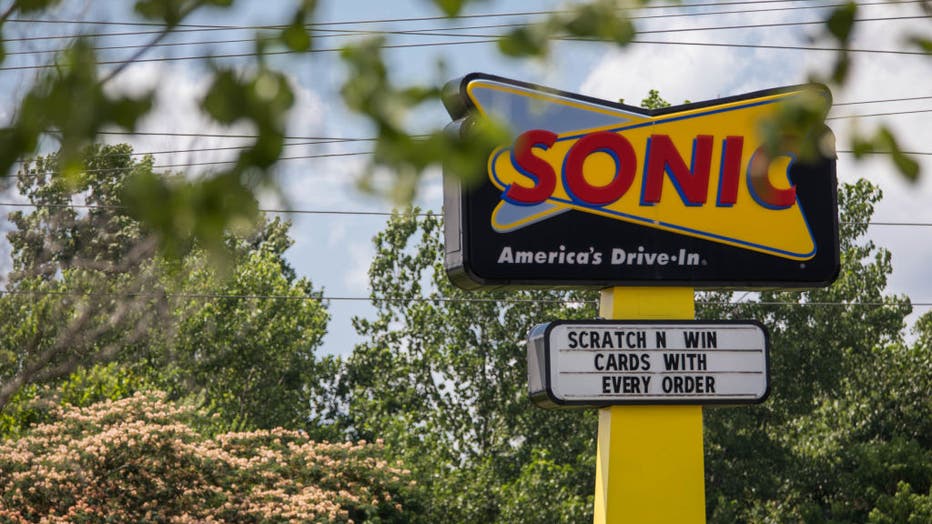 SONIC
America's Drive-In.
SCRATCH N WIN
CARDS WITH
EVERY ORDER